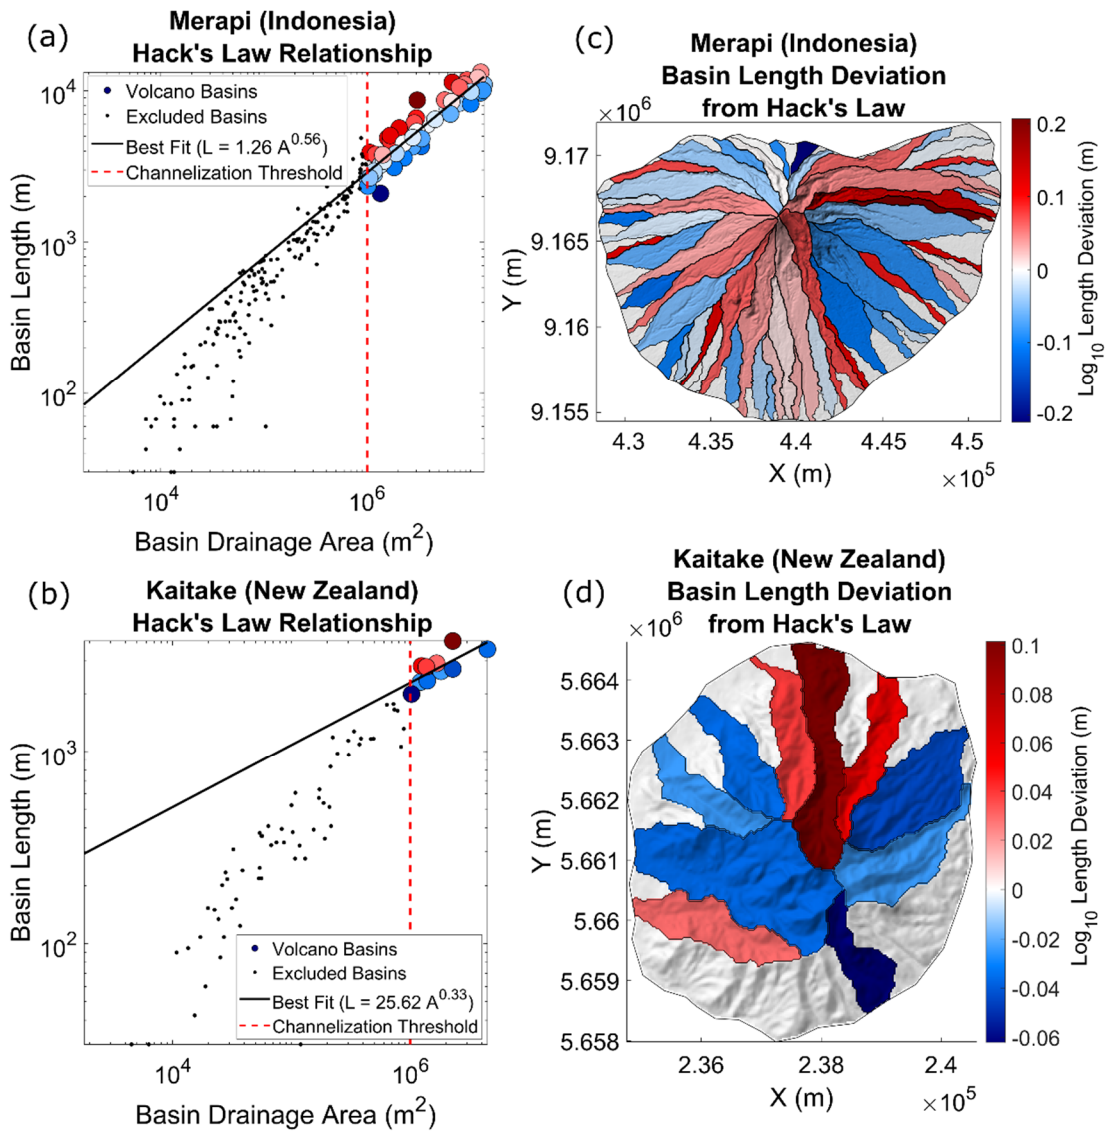 (a)
Merapi (Indonesia)
Hack's Law Relationship
Volcano Basins
Excluded Basins
Best Fit (L = 1.26 A^0.56)
Channelization Threshold
10^4
10^3
10^2
Basin Length (m)
10^4
10^6
Basin Drainage Area (m^2)
(c)
Merapi (Indonesia)
Basin Length Deviation
from Hack's Law
×10^6
9.17
9.165
9.16
9.155
Y (m)
4.3
4.35
4.4
4.45
4.5
X (m)
×10^5
0.2
0.1
0
-0.1
-0.2
Log_10 Length Deviation (m)
(b)
Kaitake (New Zealand)
Hack's Law Relationship
10^3
10^2
Basin Length (m)
Volcano Basins
Excluded Basins
Best Fit (L = 25.62 A^0.33)
Channelization Threshold
10^4
10^6
Basin Drainage Area (m^2)
(d)
Kaitake (New Zealand)
Basin Length Deviation
from Hack's Law
×10^6
5.664
5.663
5.662
5.661
5.66
5.659
5.658
Y (m)
2.36
2.38
2.4
X (m)
×10^5
0.1
0.08
0.06
0.04
0.02
0
-0.02
-0.04
-0.06
Log_10 Length Deviation (m)